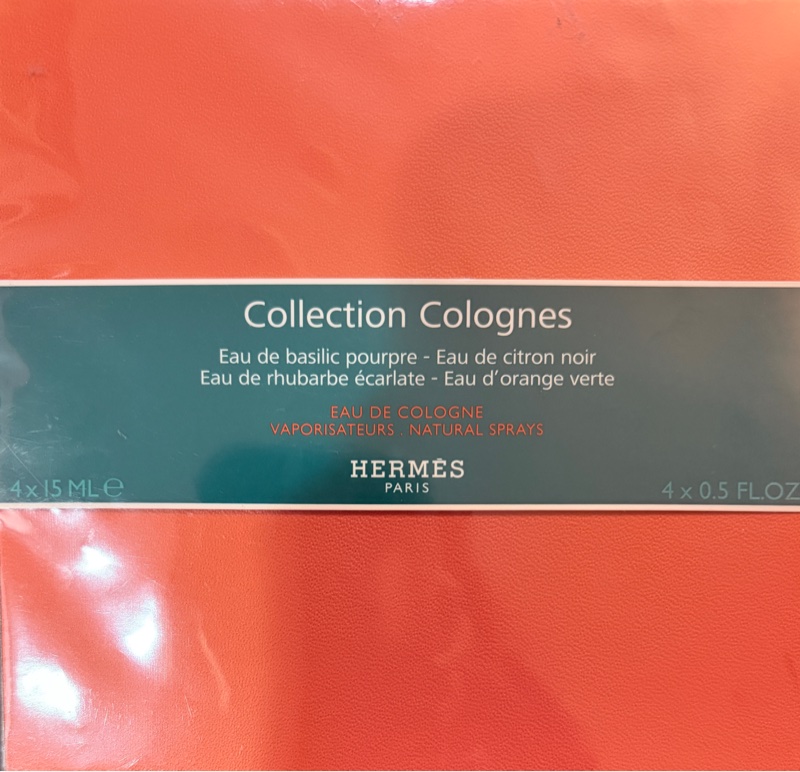 Collection Colognes
Eau de basilic pourpre - Eau de citron noir
Eau de rhubarbe écarlate - Eau d'orange verte
EAU DE COLOGNE
VAPORISATEURS . NATURAL SPRAYS
HERMÈS
PARIS
4 x 15 ML ℮
4 x 0.5 FL.OZ